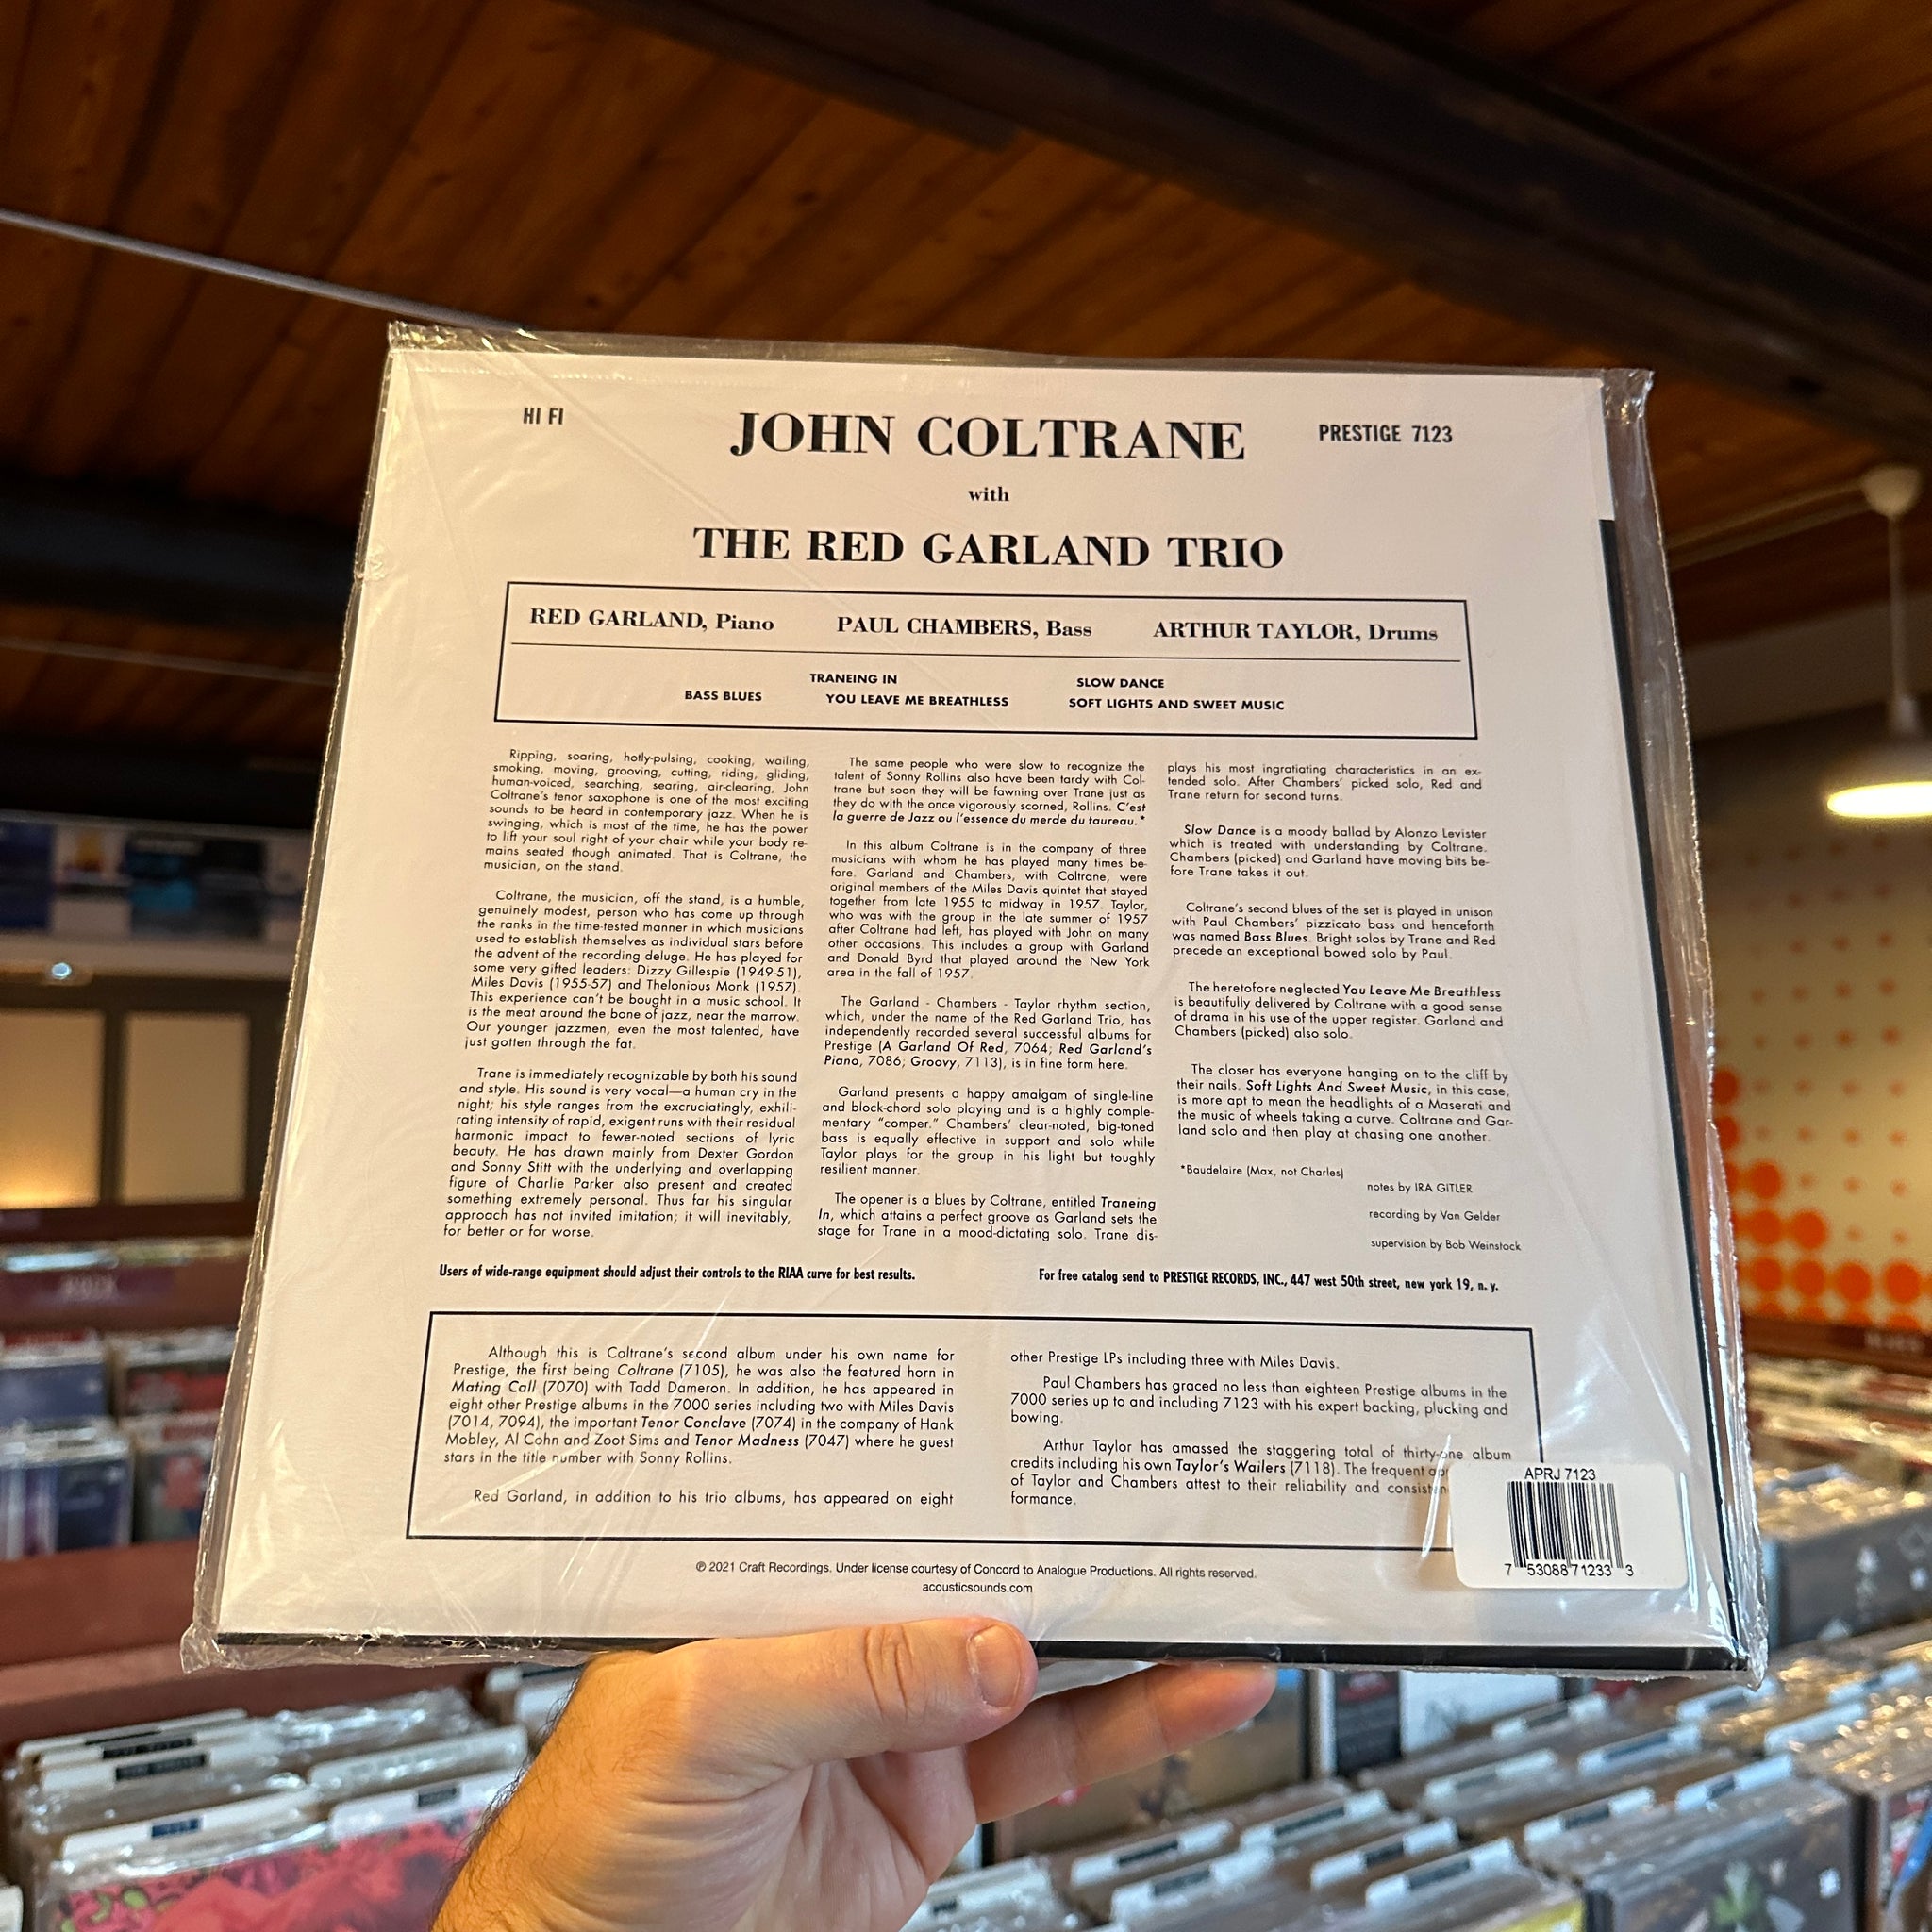 HI FI
JOHN COLTRANE
PRESTIGE 7123
with
THE RED GARLAND TRIO
RED GARLAND, Piano
PAUL CHAMBERS, Bass
ARTHUR TAYLOR, Drums
TRANEING IN
SLOW DANCE
BASS BLUES
YOU LEAVE ME BREATHLESS
SOFT LIGHTS AND SWEET MUSIC
Ripping, soaring, hotly-pulsing, cooking, wailing,
smoking, moving, grooving, cutting, riding, gliding,
human-voiced, searching, searing, air-clearing, John
Coltrane's tenor saxophone is one of the most exciting
sounds to be heard in contemporary jazz. When he is
swinging, which is most of the time, he has the power
to lift your soul right of your chair while your body re-
mains seated though animated. That is Coltrane, the
musician, on the stand.
Coltrane, the musician, off the stand, is a humble,
genuinely modest, person who has come up through
the ranks in the time-tested manner in which musicians
used to establish themselves as individual stars before
the advent of the recording deluge. He has played for
some very gifted leaders: Dizzy Gillespie (1949-51),
Miles Davis (1955-57) and Thelonious Monk (1957).
This experience can't be bought in a music school. It
is the meat around the bone of jazz, near the marrow.
Our younger jazzmen, even the most talented, have
just gotten through the fat.
Trane is immediately recognizable by both his sound
and style. His sound is very vocal—a human cry in the
night; his style ranges from the excruciatingly, exhili-
rating intensity of rapid, exigent runs with their residual
harmonic impact to fewer-noted sections of lyric
beauty. He has drawn mainly from Dexter Gordon
and Sonny Stitt with the underlying and overlapping
figure of Charlie Parker also present and created
something extremely personal. Thus far his singular
approach has not invited imitation; it will inevitably,
for better or for worse.
The same people who were slow to recognize the
talent of Sonny Rollins also have been tardy with Col-
trane but soon they will be fawning over Trane just as
they do with the once vigorously scorned, Rollins. C'est
la guerre de Jazz ou l'essence du merde du taureau.*
In this album Coltrane is in the company of three
musicians with whom he has played many times be-
fore. Garland and Chambers, with Coltrane, were
original members of the Miles Davis quintet that stayed
together from late 1955 to midway in 1957. Taylor,
who was with the group in the late summer of 1957
after Coltrane had left, has played with John on many
other occasions. This includes a group with Garland
and Donald Byrd that played around the New York
area in the fall of 1957.
The Garland - Chambers - Taylor rhythm section,
which, under the name of the Red Garland Trio, has
independently recorded several successful albums for
Prestige (A Garland Of Red, 7064; Red Garland's
Piano, 7086; Groovy, 7113), is in fine form here.
Garland presents a happy amalgam of single-line
and block-chord solo playing and is a highly comple-
mentary "comper." Chambers' clear-noted, big-toned
bass is equally effective in support and solo while
Taylor plays for the group in his light but toughly
resilient manner.
The opener is a blues by Coltrane, entitled Traneing
In, which attains a perfect groove as Garland sets the
stage for Trane in a mood-dictating solo. Trane dis-
plays his most ingratiating characteristics in an ex-
tended solo. After Chambers' picked solo, Red and
Trane return for second turns.
Slow Dance is a moody ballad by Alonzo Levister
which is treated with understanding by Coltrane.
Chambers (picked) and Garland have moving bits be-
fore Trane takes it out.
Coltrane's second blues of the set is played in unison
with Paul Chambers' pizzicato bass and henceforth
was named Bass Blues. Bright solos by Trane and Red
precede an exceptional bowed solo by Paul.
The heretofore neglected You Leave Me Breathless
is beautifully delivered by Coltrane with a good sense
of drama in his use of the upper register. Garland and
Chambers (picked) also solo.
The closer has everyone hanging on to the cliff by
their nails. Soft Lights And Sweet Music, in this case,
is more apt to mean the headlights of a Maserati and
the music of wheels taking a curve. Coltrane and Gar-
land solo and then play at chasing one another.
*Baudelaire (Max, not Charles)
notes by IRA GITLER
recording by Van Gelder
supervision by Bob Weinstock
Users of wide-range equipment should adjust their controls to the RIAA curve for best results.
For free catalog send to PRESTIGE RECORDS, INC., 447 west 50th street, new york 19, n. y.
Although this is Coltrane's second album under his own name for
Prestige, the first being Coltrane (7105), he was also the featured horn in
Mating Call (7070) with Tadd Dameron. In addition, he has appeared in
eight other Prestige albums in the 7000 series including two with Miles Davis
(7014, 7094), the important Tenor Conclave (7074) in the company of Hank
Mobley, Al Cohn and Zoot Sims and Tenor Madness (7047) where he guest
stars in the title number with Sonny Rollins.
Red Garland, in addition to his trio albums, has appeared on eight
other Prestige LPs including three with Miles Davis.
Paul Chambers has graced no less than eighteen Prestige albums in the
7000 series up to and including 7123 with his expert backing, plucking and
bowing.
Arthur Taylor has amassed the staggering total of thirty-one album
credits including his own Taylor's Wailers (7118). The frequent
of Taylor and Chambers attest to their reliability and
formance.
APRJ 7123
7 53088 71233 3
℗ 2021 Craft Recordings. Under license courtesy of Concord to Analogue Productions. All rights reserved.
acousticsounds.com